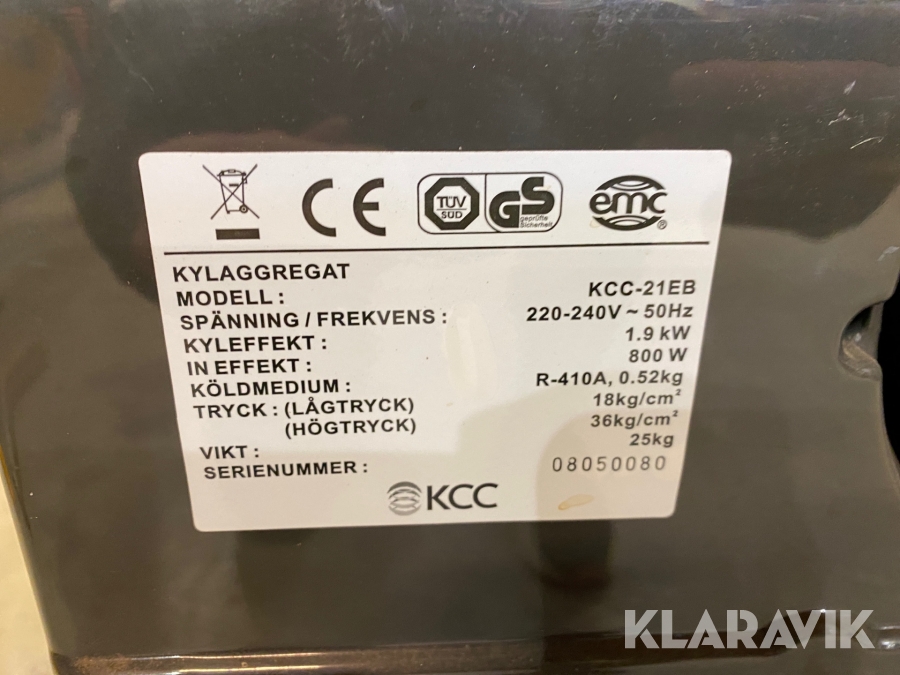 CE
TÜV
SÜD
GS
geprüfte
Sicherheit
emc
®
KYLAGGREGAT
MODELL : KCC-21EB
SPÄNNING / FREKVENS : 220-240V ~ 50Hz
KYLEFFEKT : 1.9 kW
IN EFFEKT : 800 W
KÖLDMEDIUM : R-410A, 0.52kg
TRYCK : (LÅGTRYCK) 18kg/cm²
(HÖGTRYCK) 36kg/cm²
VIKT : 25kg
SERIENUMMER : 08050080
KCC
KLARAVIK